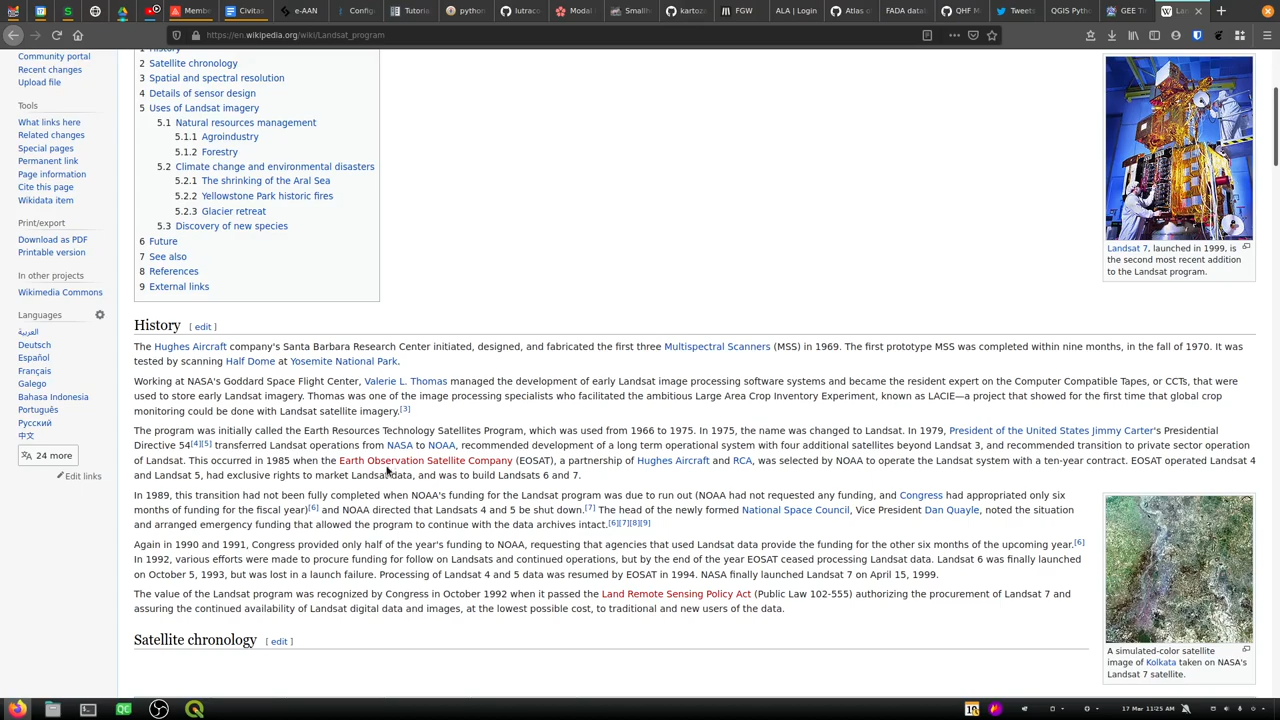 Membe
Civitas
e-AAN
Config
Tutorio
python
lutraco
Modal
Smallw
kartoza
FGW
ALA | Login
Atlas of
FADA data
QHF M
Tweets
QGIS Pyth
GEE Ti
Lan
https://en.wikipedia.org/wiki/Landsat_program
Community portal
Recent changes
Upload file
Tools
What links here
Related changes
Special pages
Permanent link
Page information
Cite this page
Wikidata item
Print/export
Download as PDF
Printable version
In other projects
Wikimedia Commons
Languages
العربية
Deutsch
Español
Français
Galego
Bahasa Indonesia
Português
Русский
中文
24 more
Edit links
1 History
2 Satellite chronology
3 Spatial and spectral resolution
4 Details of sensor design
5 Uses of Landsat imagery
5.1 Natural resources management
5.1.1 Agroindustry
5.1.2 Forestry
5.2 Climate change and environmental disasters
5.2.1 The shrinking of the Aral Sea
5.2.2 Yellowstone Park historic fires
5.2.3 Glacier retreat
5.3 Discovery of new species
6 Future
7 See also
8 References
9 External links
Landsat 7, launched in 1999, is
the second most recent addition
to the Landsat program.
History [ edit ]
The Hughes Aircraft company's Santa Barbara Research Center initiated, designed, and fabricated the first three Multispectral Scanners (MSS) in 1969. The first prototype MSS was completed within nine months, in the fall of 1970. It was
tested by scanning Half Dome at Yosemite National Park.
Working at NASA's Goddard Space Flight Center, Valerie L. Thomas managed the development of early Landsat image processing software systems and became the resident expert on the Computer Compatible Tapes, or CCTs, that were
used to store early Landsat imagery. Thomas was one of the image processing specialists who facilitated the ambitious Large Area Crop Inventory Experiment, known as LACIE—a project that showed for the first time that global crop
monitoring could be done with Landsat satellite imagery.[3]
The program was initially called the Earth Resources Technology Satellites Program, which was used from 1966 to 1975. In 1975, the name was changed to Landsat. In 1979, President of the United States Jimmy Carter's Presidential
Directive 54[4][5] transferred Landsat operations from NASA to NOAA, recommended development of a long term operational system with four additional satellites beyond Landsat 3, and recommended transition to private sector operation
of Landsat. This occurred in 1985 when the Earth Observation Satellite Company (EOSAT), a partnership of Hughes Aircraft and RCA, was selected by NOAA to operate the Landsat system with a ten-year contract. EOSAT operated Landsat 4
and Landsat 5, had exclusive rights to market Landsat data, and was to build Landsats 6 and 7.
In 1989, this transition had not been fully completed when NOAA's funding for the Landsat program was due to run out (NOAA had not requested any funding, and Congress had appropriated only six
months of funding for the fiscal year)[6] and NOAA directed that Landsats 4 and 5 be shut down.[7] The head of the newly formed National Space Council, Vice President Dan Quayle, noted the situation
and arranged emergency funding that allowed the program to continue with the data archives intact.[6][7][8][9]
Again in 1990 and 1991, Congress provided only half of the year's funding to NOAA, requesting that agencies that used Landsat data provide the funding for the other six months of the upcoming year.[6]
In 1992, various efforts were made to procure funding for follow on Landsats and continued operations, but by the end of the year EOSAT ceased processing Landsat data. Landsat 6 was finally launched
on October 5, 1993, but was lost in a launch failure. Processing of Landsat 4 and 5 data was resumed by EOSAT in 1994. NASA finally launched Landsat 7 on April 15, 1999.
The value of the Landsat program was recognized by Congress in October 1992 when it passed the Land Remote Sensing Policy Act (Public Law 102-555) authorizing the procurement of Landsat 7 and
assuring the continued availability of Landsat digital data and images, at the lowest possible cost, to traditional and new users of the data.
A simulated-color satellite
image of Kolkata taken on NASA's
Landsat 7 satellite.
Satellite chronology [ edit ]
17 Mar 11:25 AM